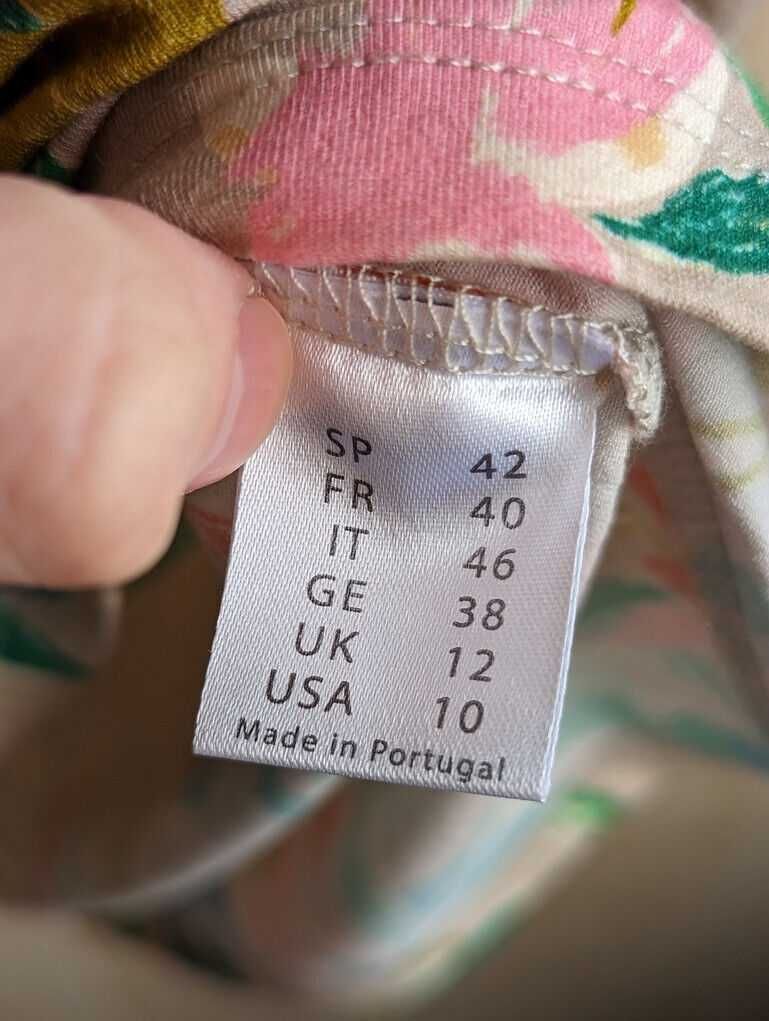 SP 42
FR 40
IT 46
GE 38
UK 12
USA 10
Made in Portugal